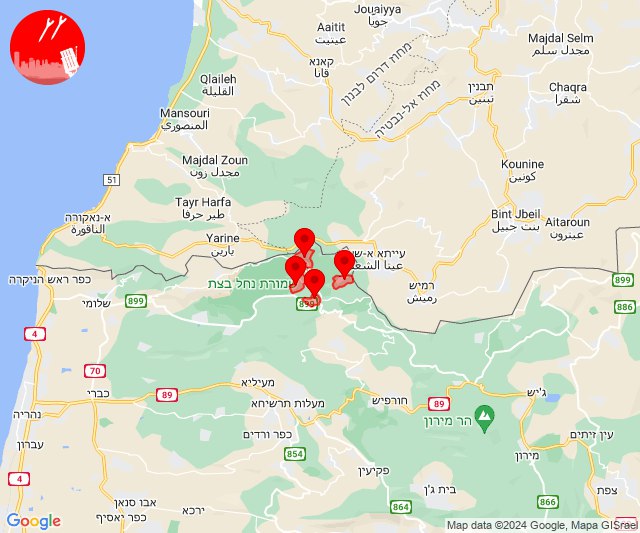 Jouaiyya
جويا
Aaitit
عيتيت
Majdal Selm
مجدل سلم
קאנא
قانا
מחוז דרום לבנון
Qlaileh
القليلة
מחוז אל-נבטיה
תבנין
تبنين
Chaqra
شقرا
Mansouri
المنصوري
Majdal Zoun
مجدل زون
Kounine
كونين
51
Tayr Harfa
طير حرفا
א-נאקורה
الناقورة
Bint Jbeil
بنت جبيل
Aitaroun
عيترون
Yarine
يارين
עייתא א-ש
عيتا الشع
רמיש
رميش
כפר ראש הניקרה
שמורת נחל בצת
899
שלומי
899
899
899
886
4
70
כברי
89
מעיליא
מעלות תרשיחא
חורפיש
89
ג'יש
נהריה
כפר ורדים
הר מירון
עין זיתים
עברון
854
מירון
4
פקיעין
בית ג'ן
צפת
אבו סנאן
כפר יאסיף
ירכא
864
866
Google
Map data ©2024 Google, Mapa GISrael